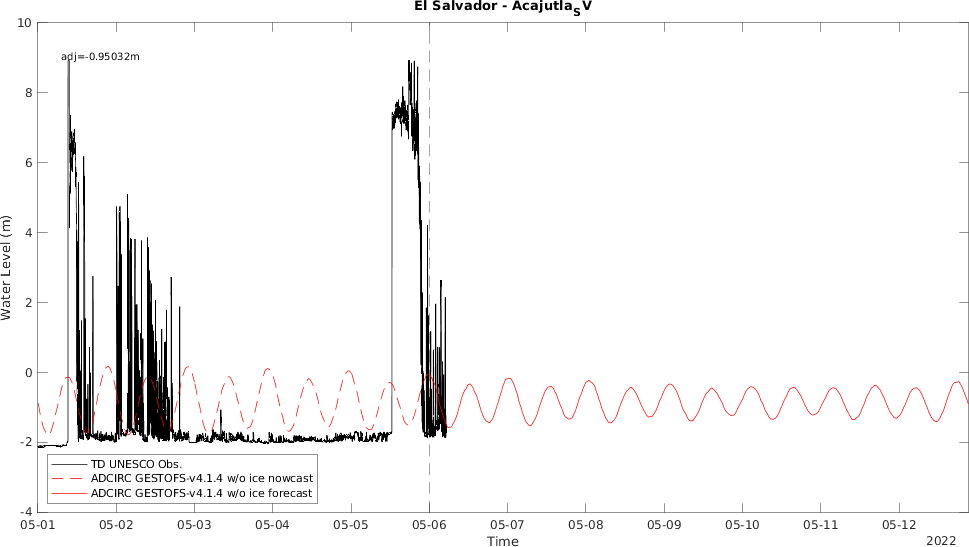 El Salvador - AcajutlaSV
adj=-0.95032m
Water Level (m)
10
8
6
4
2
0
-2
-4
TD UNESCO Obs.
ADCIRC GESTOFS-v4.1.4 w/o ice nowcast
ADCIRC GESTOFS-v4.1.4 w/o ice forecast
05-01 05-02 05-03 05-04 05-05 05-06 05-07 05-08 05-09 05-10 05-11 05-12
Time
2022